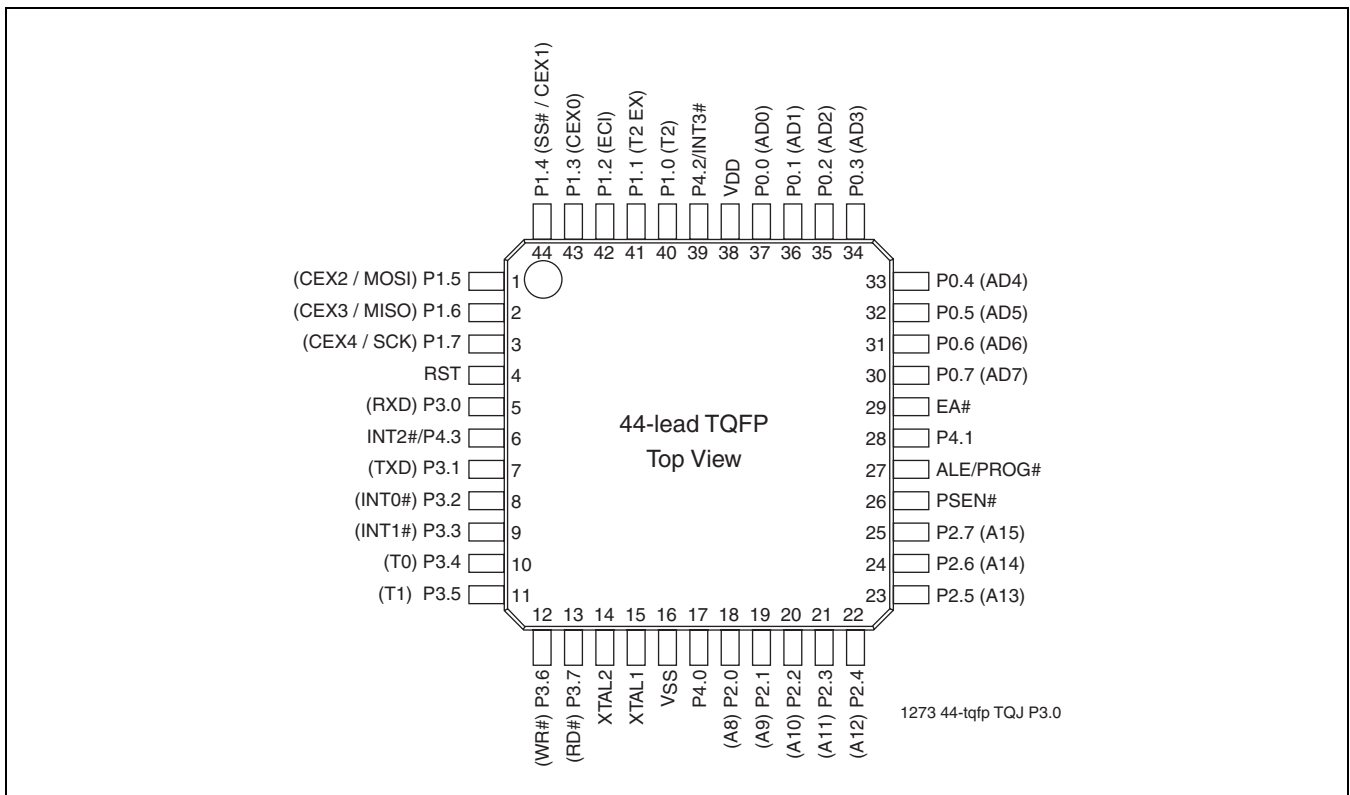 P1.4 (SS# / CEX1)
P1.3 (CEX0)
P1.2 (ECI)
P1.1 (T2 EX)
P1.0 (T2)
P4.2/INT3#
VDD
P0.0 (AD0)
P0.1 (AD1)
P0.2 (AD2)
P0.3 (AD3)
44 43 42 41 40 39 38 37 36 35 34
(CEX2 / MOSI) P1.5 1
(CEX3 / MISO) P1.6 2
(CEX4 / SCK) P1.7 3
RST 4
(RXD) P3.0 5
INT2#/P4.3 6
(TXD) P3.1 7
(INT0#) P3.2 8
(INT1#) P3.3 9
(T0) P3.4 10
(T1) P3.5 11
44-lead TQFP
Top View
33 P0.4 (AD4)
32 P0.5 (AD5)
31 P0.6 (AD6)
30 P0.7 (AD7)
29 EA#
28 P4.1
27 ALE/PROG#
26 PSEN#
25 P2.7 (A15)
24 P2.6 (A14)
23 P2.5 (A13)
12 13 14 15 16 17 18 19 20 21 22
(WR#) P3.6
(RD#) P3.7
XTAL2
XTAL1
VSS
P4.0
(A8) P2.0
(A9) P2.1
(A10) P2.2
(A11) P2.3
(A12) P2.4
1273 44-tqfp TQJ P3.0